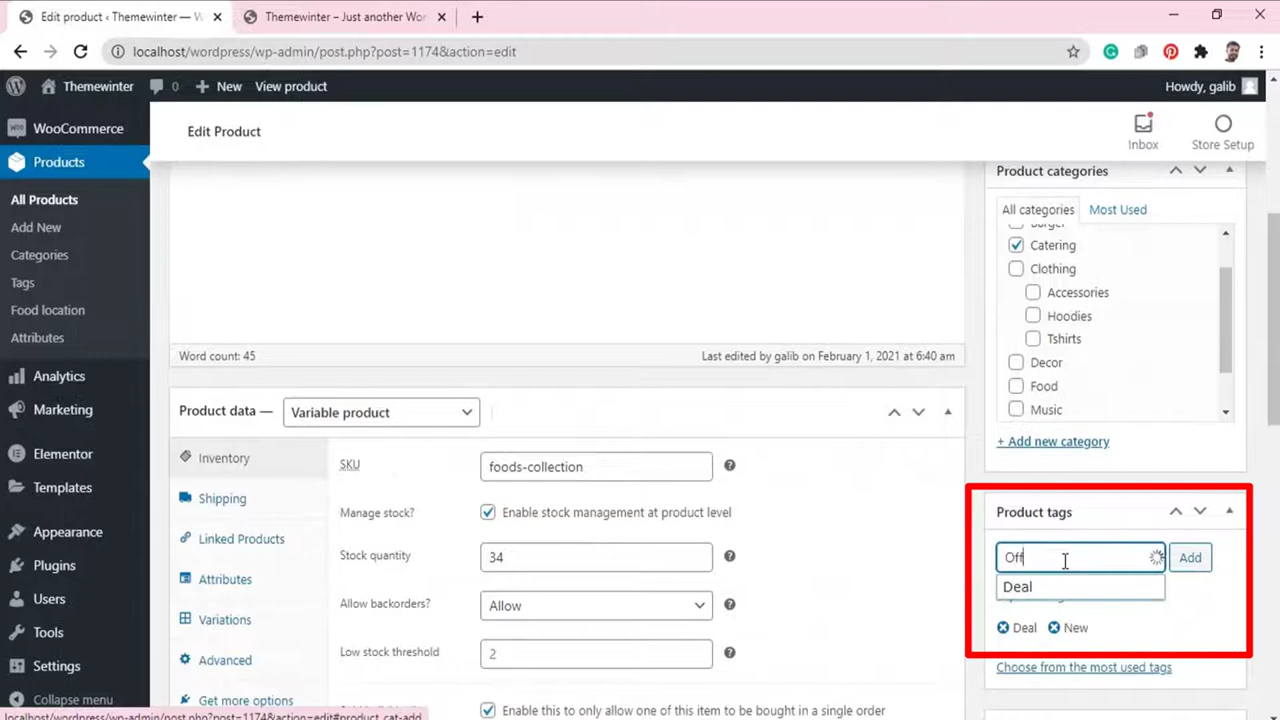 Edit product ‹ Themewinter — W
Themewinter – Just another Wor
localhost/wordpress/wp-admin/post.php?post=1174&action=edit
Themewinter
0
New
View product
Howdy, galib
WooCommerce
Products
All Products
Add New
Categories
Tags
Food location
Attributes
Analytics
Marketing
Elementor
Templates
Appearance
Plugins
Users
Tools
Settings
Collapse menu
Edit Product
Inbox
Store Setup
Word count: 45
Last edited by galib on February 1, 2021 at 6:40 am
Product data —
Variable product
Inventory
Shipping
Linked Products
Attributes
Variations
Advanced
Get more options
SKU
foods-collection
Manage stock?
Enable stock management at product level
Stock quantity
34
Allow backorders?
Allow
Low stock threshold
2
Enable this to only allow one of this item to be bought in a single order
Product categories
All categories
Most Used
Burger
Catering
Clothing
Accessories
Hoodies
Tshirts
Decor
Food
Music
+ Add new category
Product tags
Off
Add
Deal
Deal
New
Choose from the most used tags
localhost/wordpress/wp-admin/post.php?post=1174&action=edit#product_cat-add